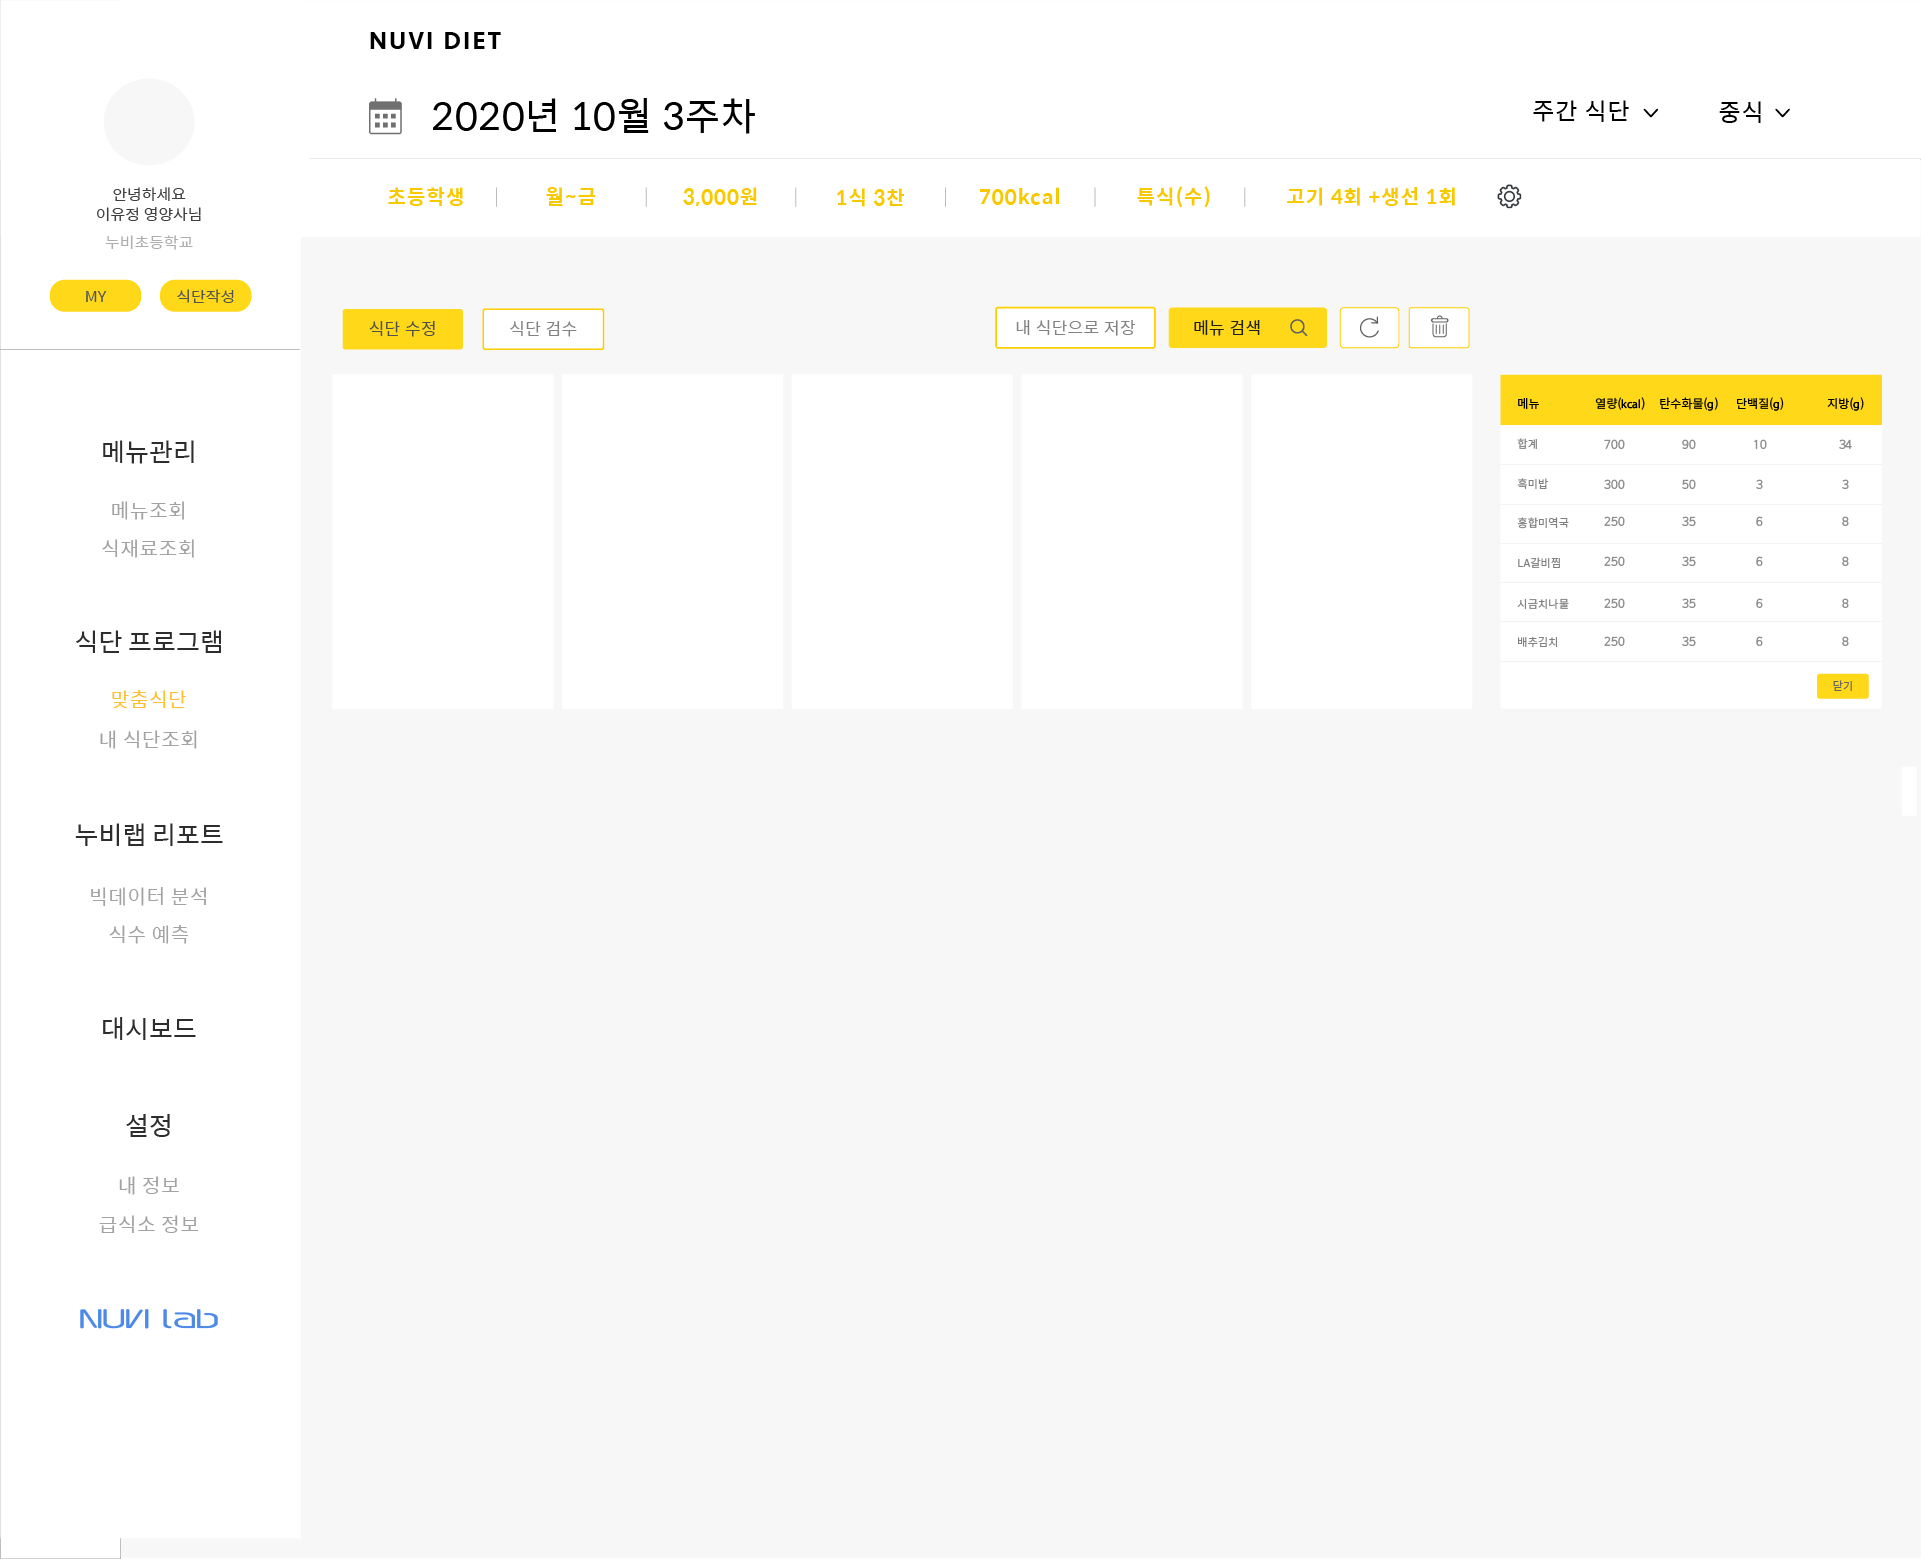 NUVI DIET
2020년 10월 3주차
주간 식단
중식
초등학생
월~금
3,000원
1식 3찬
700kcal
특식(수)
고기 4회 +생선 1회
안녕하세요
이유정 영양사님
누비초등학교
MY
식단작성
메뉴관리
메뉴조회
식재료조회
식단 프로그램
맞춤식단
내 식단조회
누비랩 리포트
빅데이터 분석
식수 예측
대시보드
설정
내 정보
급식소 정보
NUVI lab
식단 수정
식단 검수
내 식단으로 저장
메뉴 검색
메뉴 열량(kcal) 탄수화물(g) 단백질(g) 지방(g)
합계 700 90 10 34
흑미밥 300 50 3 3
홍합미역국 250 35 6 8
LA갈비찜 250 35 6 8
시금치나물 250 35 6 8
배추김치 250 35 6 8
닫기